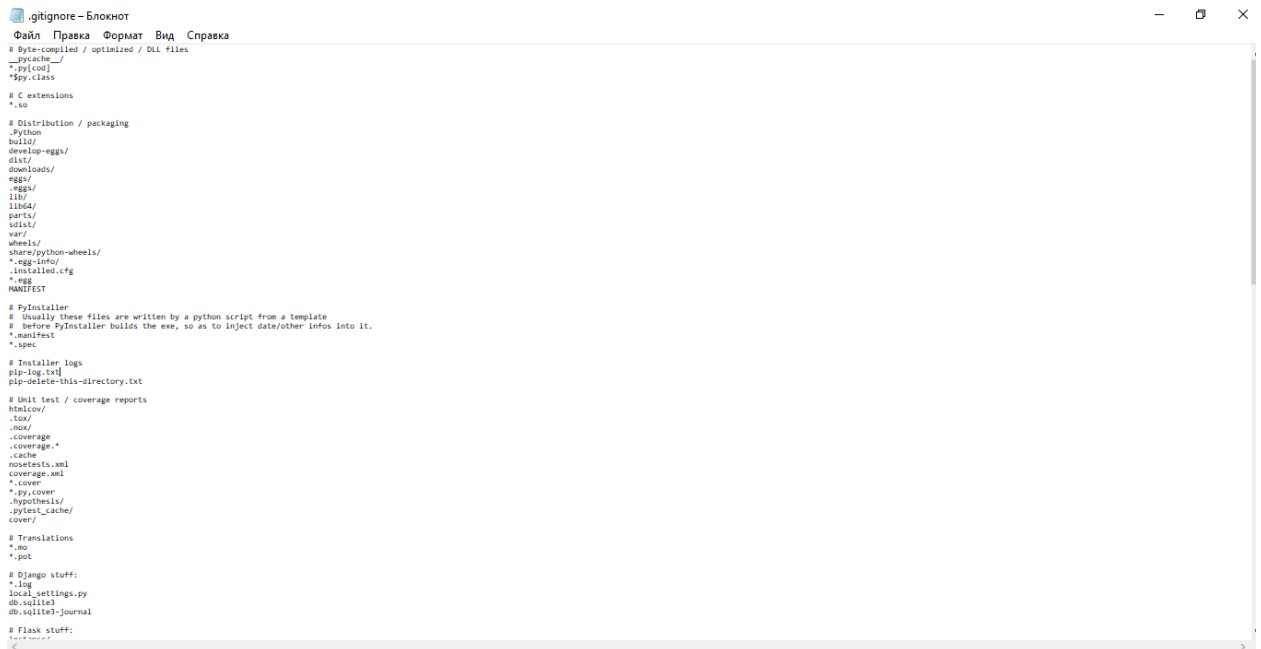 .gitignore – Блокнот
Файл Правка Формат Вид Справка
# Byte-compiled / optimized / DLL files
__pycache__/
*.py[cod]
*$py.class
# C extensions
*.so
# Distribution / packaging
.Python
build/
develop-eggs/
dist/
downloads/
eggs/
.eggs/
lib/
lib64/
parts/
sdist/
var/
wheels/
share/python-wheels/
*.egg-info/
.installed.cfg
*.egg
MANIFEST
# PyInstaller
#  Usually these files are written by a python script from a template
#  before PyInstaller builds the exe, so as to inject date/other infos into it.
*.manifest
*.spec
# Installer logs
pip-log.txt
pip-delete-this-directory.txt
# Unit test / coverage reports
htmlcov/
.tox/
.nox/
.coverage
.coverage.*
.cache
nosetests.xml
coverage.xml
*.cover
*.py,cover
.hypothesis/
.pytest_cache/
cover/
# Translations
*.mo
*.pot
# Django stuff:
*.log
local_settings.py
db.sqlite3
db.sqlite3-journal
# Flask stuff: